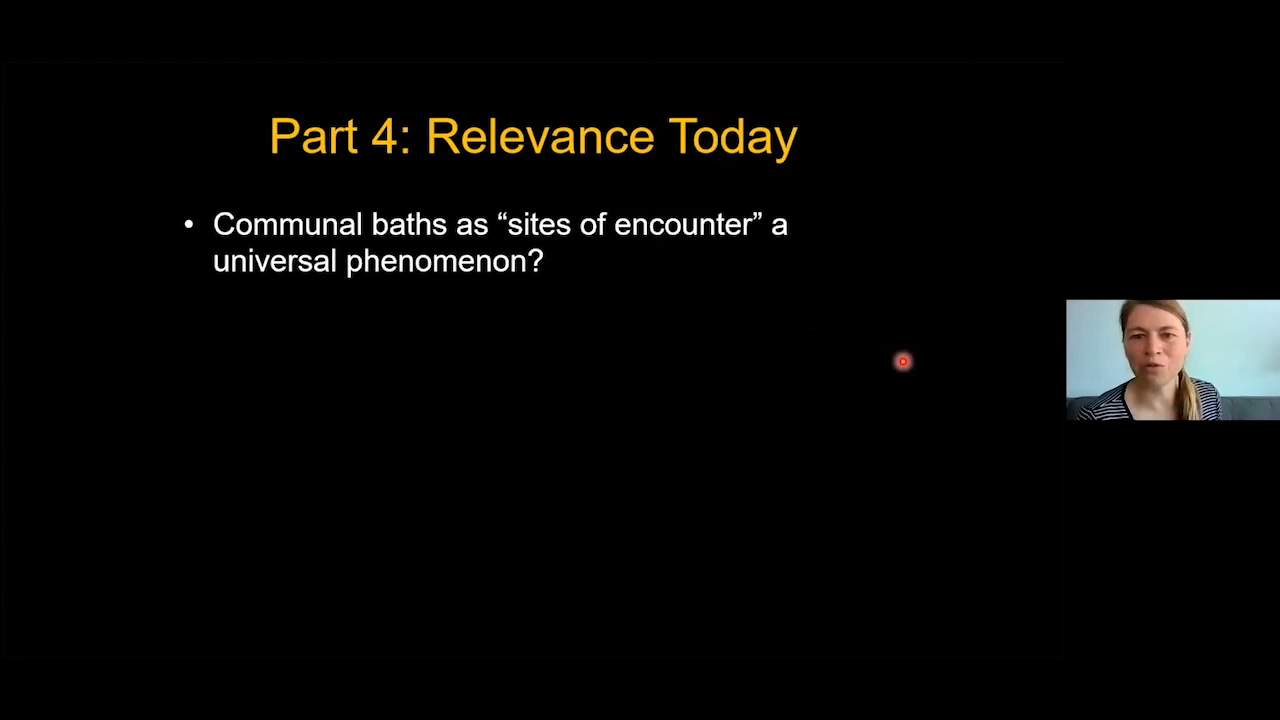 Part 4: Relevance Today
• Communal baths as “sites of encounter” a
universal phenomenon?